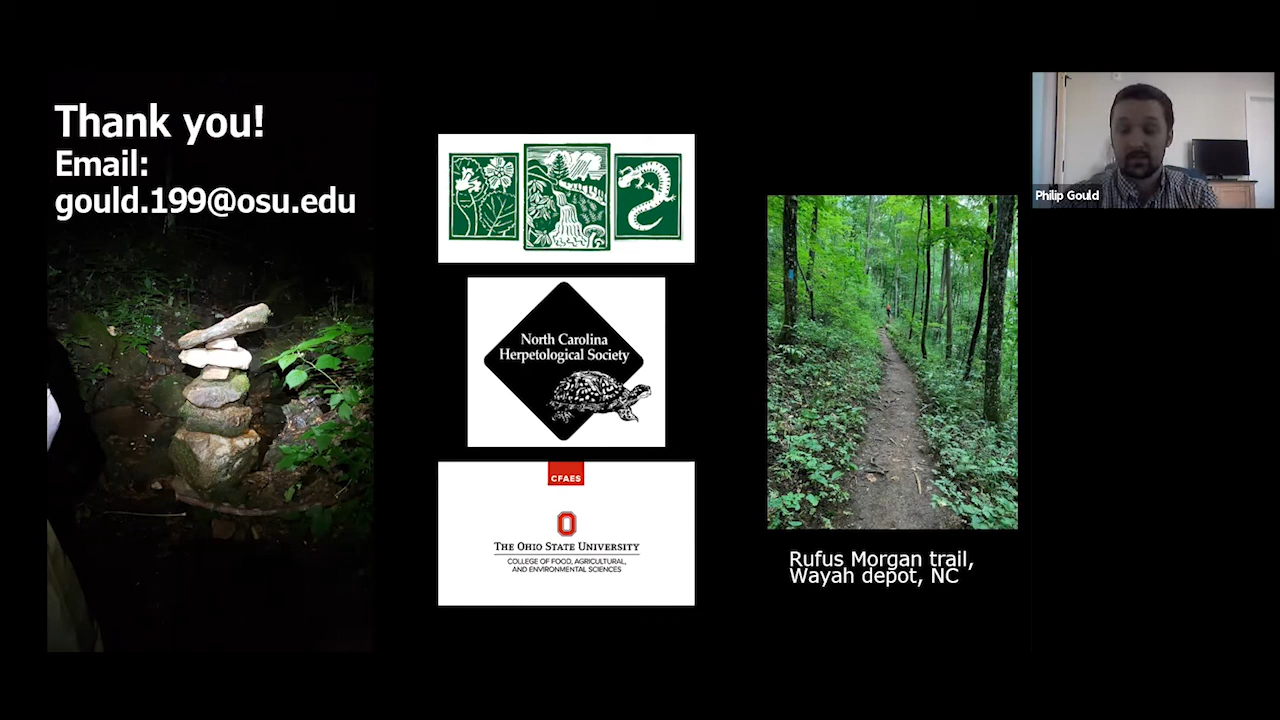 Thank you!
Email:
gould.199@osu.edu
North Carolina
Herpetological Society
CFAES
THE OHIO STATE UNIVERSITY
COLLEGE OF FOOD, AGRICULTURAL,
AND ENVIRONMENTAL SCIENCES
Rufus Morgan trail,
Wayah depot, NC
Philip Gould